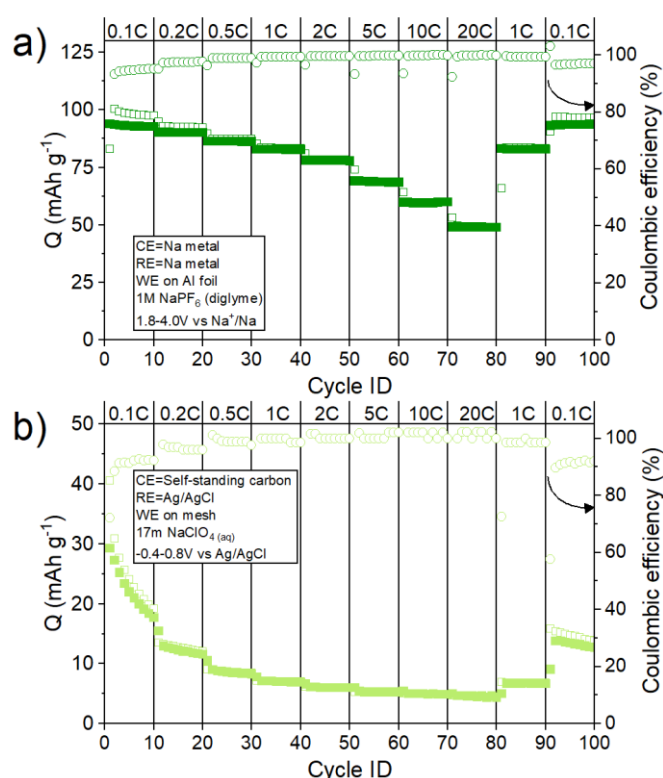 a)
0.1C 0.2C 0.5C 1C 2C 5C 10C 20C 1C 0.1C
125
100
75
50
25
0
Q (mAh g⁻¹)
CE=Na metal
RE=Na metal
WE on Al foil
1M NaPF₆ (diglyme)
1.8-4.0V vs Na⁺/Na
100
80
60
40
20
0
Coulombic efficiency (%)
0 10 20 30 40 50 60 70 80 90 100
Cycle ID
b)
0.1C 0.2C 0.5C 1C 2C 5C 10C 20C 1C 0.1C
50
40
30
20
10
0
Q (mAh g⁻¹)
CE=Self-standing carbon
RE=Ag/AgCl
WE on mesh
17m NaClO₄ (aq)
-0.4-0.8V vs Ag/AgCl
100
80
60
40
20
0
Coulombic efficiency (%)
0 10 20 30 40 50 60 70 80 90 100
Cycle ID